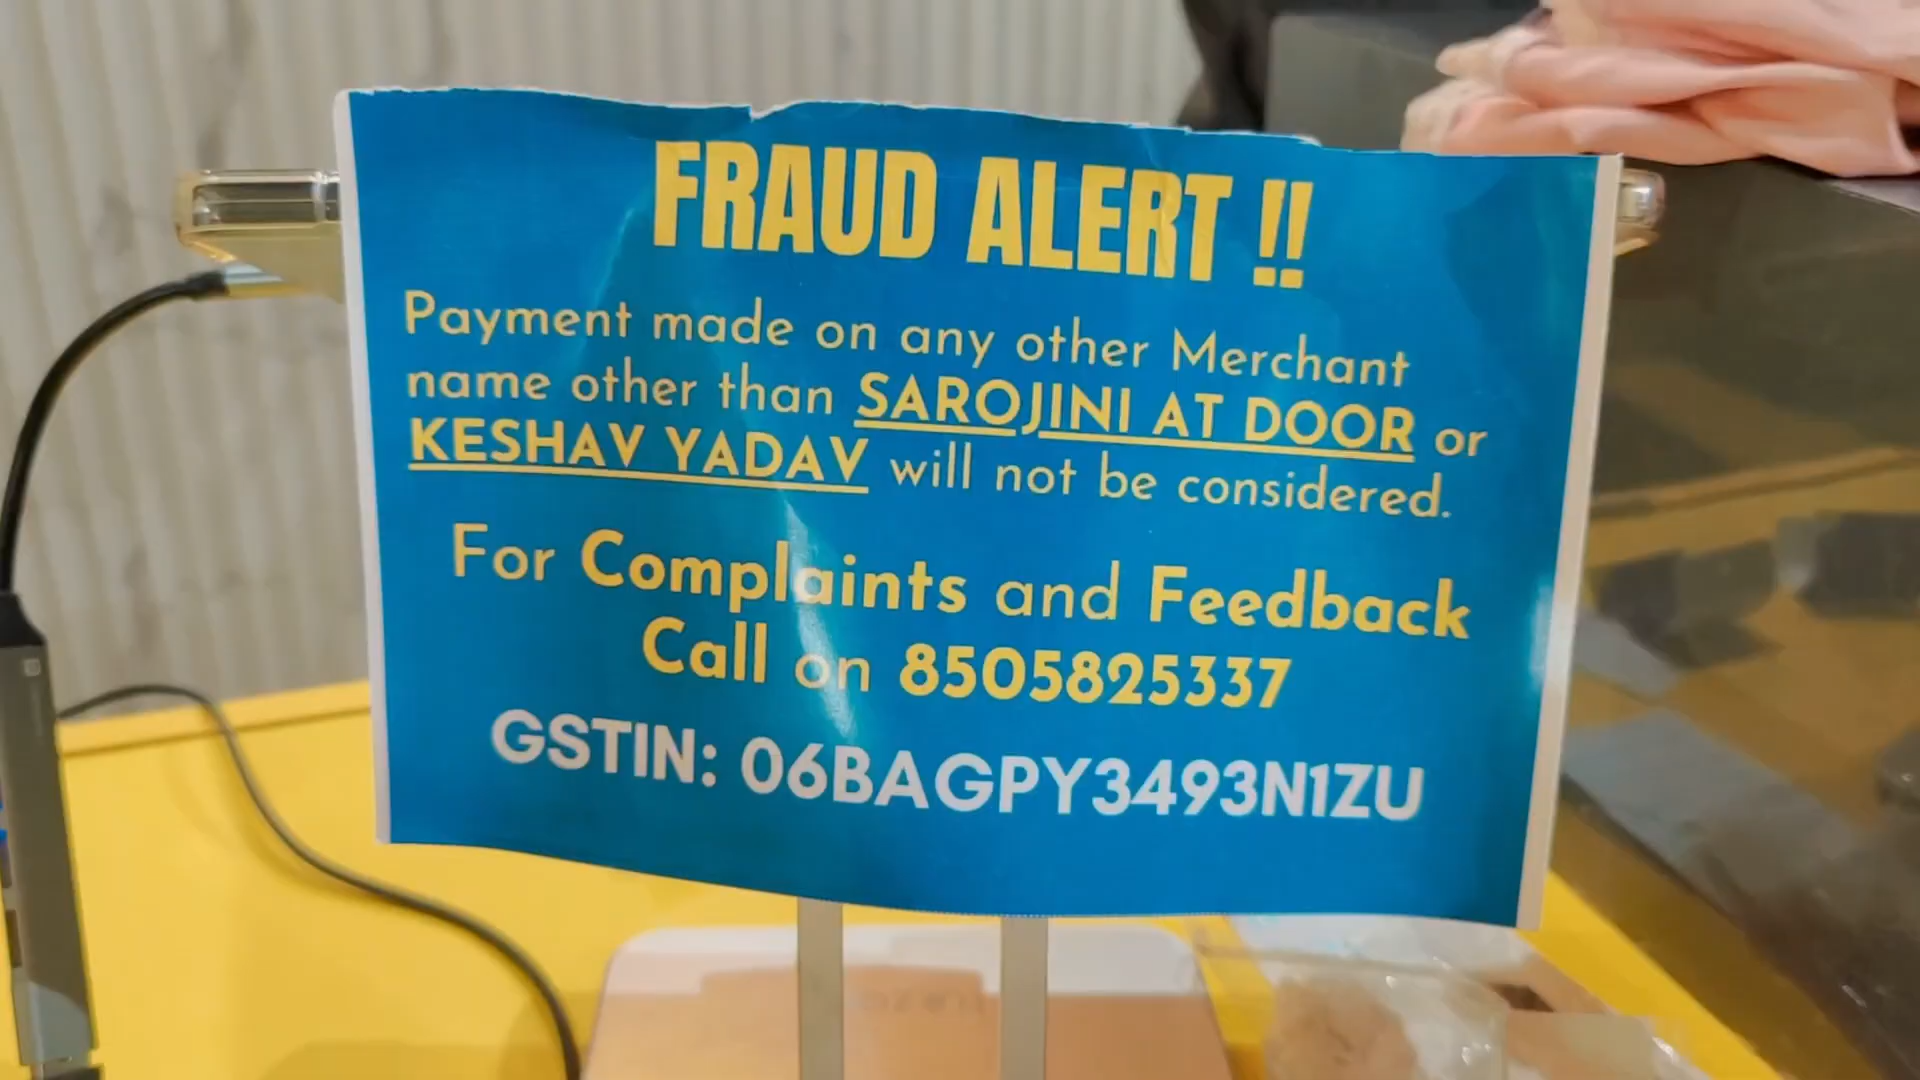 FRAUD ALERT !!
Payment made on any other Merchant
name other than SAROJINI AT DOOR or
KESHAV YADAV will not be considered.
For Complaints and Feedback
Call on 8505825337
GSTIN: 06BAGPY3493N1ZU